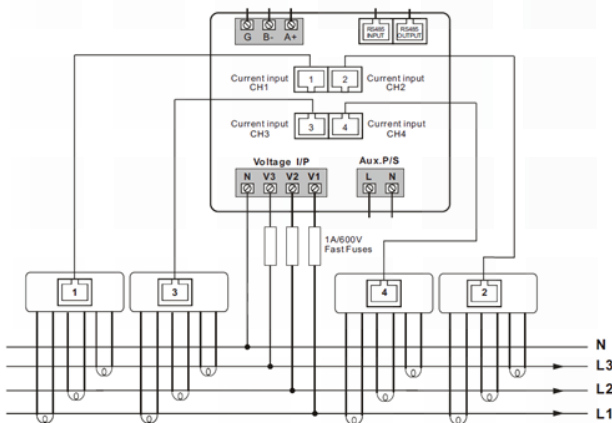 G B- A+
RS485 INPUT
RS485 OUTPUT
Current input CH1
1
2
Current input CH2
Current input CH3
3
4
Current input CH4
Voltage I/P
Aux.P/S
N V3 V2 V1
L N
1A/600V
Fast Fuses
1
3
4
2
N
L3
L2
L1